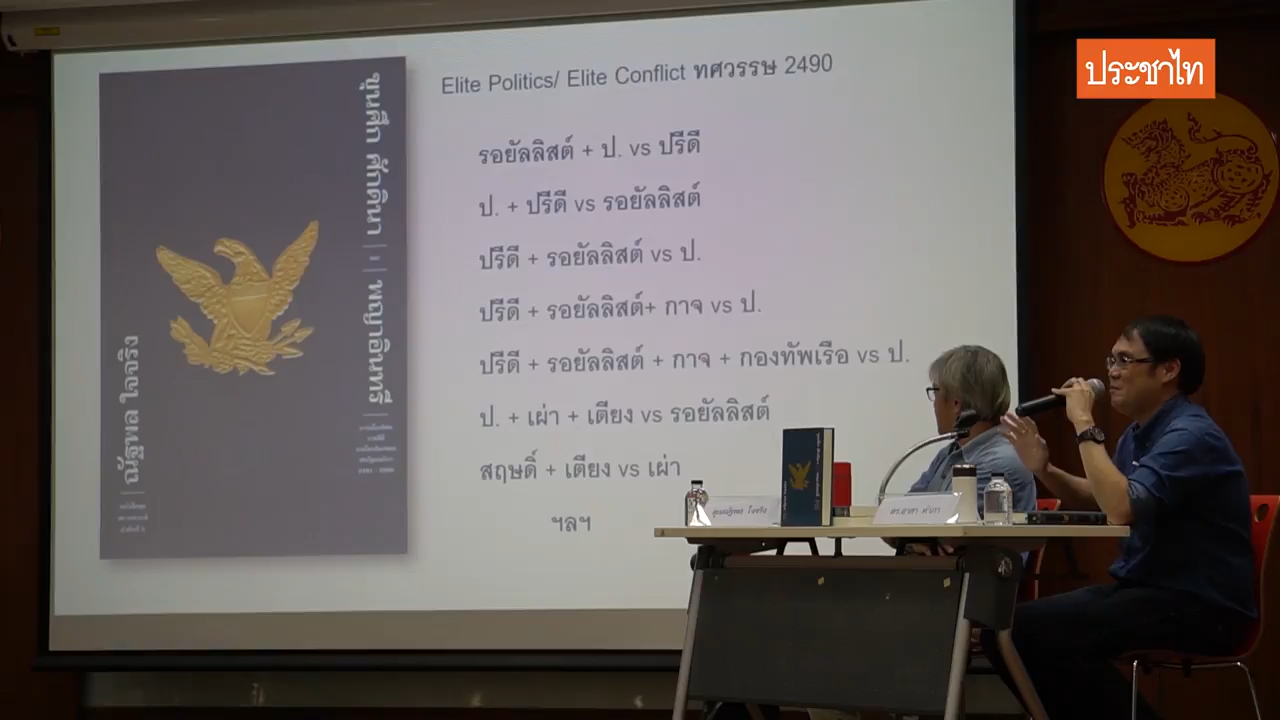 ประชาไท
Elite Politics/ Elite Conflict ทศวรรษ 2490
รอยัลลิสต์ + ป. vs ปรีดี
ป. + ปรีดี vs รอยัลลิสต์
ปรีดี + รอยัลลิสต์ vs ป.
ปรีดี + รอยัลลิสต์+ กาจ vs ป.
ปรีดี + รอยัลลิสต์ + กาจ + กองทัพเรือ vs ป.
ป. + เผ่า + เตียง vs รอยัลลิสต์
สฤษดิ์ + เตียง vs เผ่า
ฯลฯ
ขุนศึก ศักดินา | และ | พญาอินทรี
ณัฐพล ใจจริง